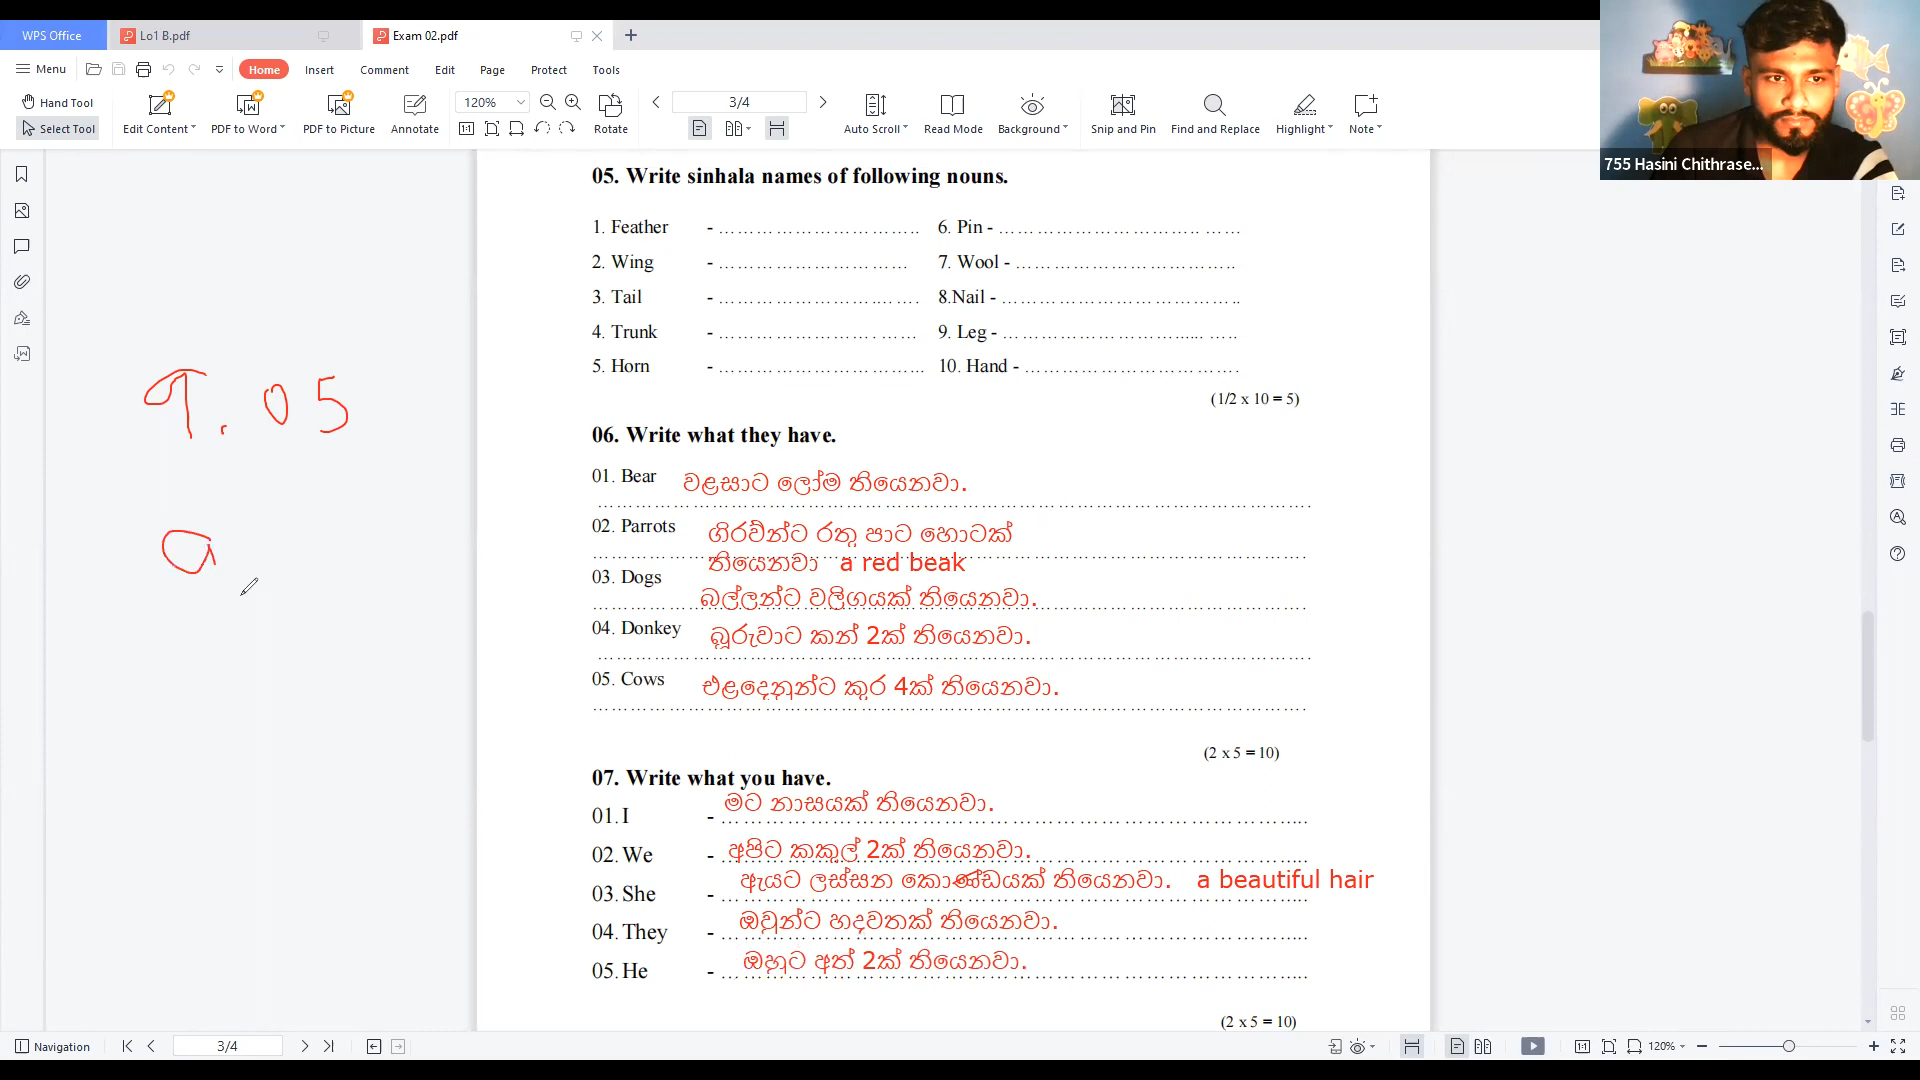 WPS Office
Lo1 B.pdf
Exam 02.pdf
Menu
Home Insert Comment Edit Page Protect Tools
Hand Tool
Select Tool
Edit Content
PDF to Word
PDF to Picture
Annotate
120%
Rotate
3/4
Auto Scroll
Read Mode
Background
Snip and Pin
Find and Replace
Highlight
Note
755 Hasini Chithrase...
05. Write sinhala names of following nouns.
1. Feather - ………………………….. 6. Pin - ………………………….. ……
2. Wing - ………………………… 7. Wool - ……………………………..
3. Tail - …………………….……. 8.Nail - ………………………………..
4. Trunk - ……………………. …… 9. Leg - ………………………...... …..
5. Horn - …………………………... 10. Hand - …………………………….
(1/2 x 10 = 5)
06. Write what they have.
01. Bear වළසාට ලෝම තියෙනවා.
02. Parrots ගිරව්න්ට රතු පාට හොටක්
තියෙනවා a red beak
03. Dogs
බල්ලන්ට වලිගයක් තියෙනවා.
04. Donkey බූරුවාට කන් 2ක් තියෙනවා.
05. Cows එළදෙනුන්ට කුර 4ක් තියෙනවා.
(2 x 5 = 10)
07. Write what you have.
01. I - මට නාසයක් තියෙනවා.
02. We - අපිට කකුල් 2ක් තියෙනවා.
03. She - ඇයට ලස්සන කොණ්ඩයක් තියෙනවා. a beautiful hair
04. They - ඔවුන්ට හදවතක් තියෙනවා.
05. He - ඔහුට අත් 2ක් තියෙනවා.
(2 x 5 = 10)
9. 05
a
Navigation
3/4
120%